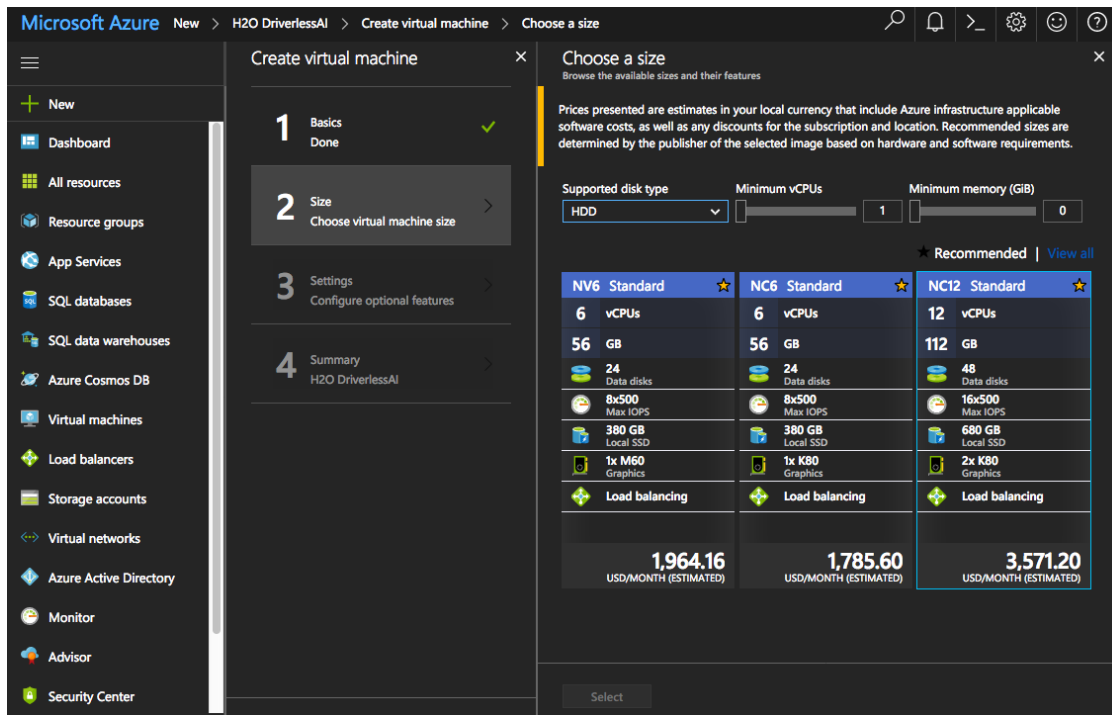 Microsoft Azure New > H2O DriverlessAI > Create virtual machine > Choose a size
New
Dashboard
All resources
Resource groups
App Services
SQL databases
SQL data warehouses
Azure Cosmos DB
Virtual machines
Load balancers
Storage accounts
Virtual networks
Azure Active Directory
Monitor
Advisor
Security Center
Create virtual machine
1 Basics
Done
2 Size
Choose virtual machine size
3 Settings
Configure optional features
4 Summary
H2O DriverlessAI
Choose a size
Browse the available sizes and their features
Prices presented are estimates in your local currency that include Azure infrastructure applicable
software costs, as well as any discounts for the subscription and location. Recommended sizes are
determined by the publisher of the selected image based on hardware and software requirements.
Supported disk type Minimum vCPUs Minimum memory (GiB)
HDD 1 0
Recommended | View all
NV6 Standard
6 vCPUs
56 GB
24
Data disks
8x500
Max IOPS
380 GB
Local SSD
1x M60
Graphics
Load balancing
1,964.16
USD/MONTH (ESTIMATED)
NC6 Standard
6 vCPUs
56 GB
24
Data disks
8x500
Max IOPS
380 GB
Local SSD
1x K80
Graphics
Load balancing
1,785.60
USD/MONTH (ESTIMATED)
NC12 Standard
12 vCPUs
112 GB
48
Data disks
16x500
Max IOPS
680 GB
Local SSD
2x K80
Graphics
Load balancing
3,571.20
USD/MONTH (ESTIMATED)
Select